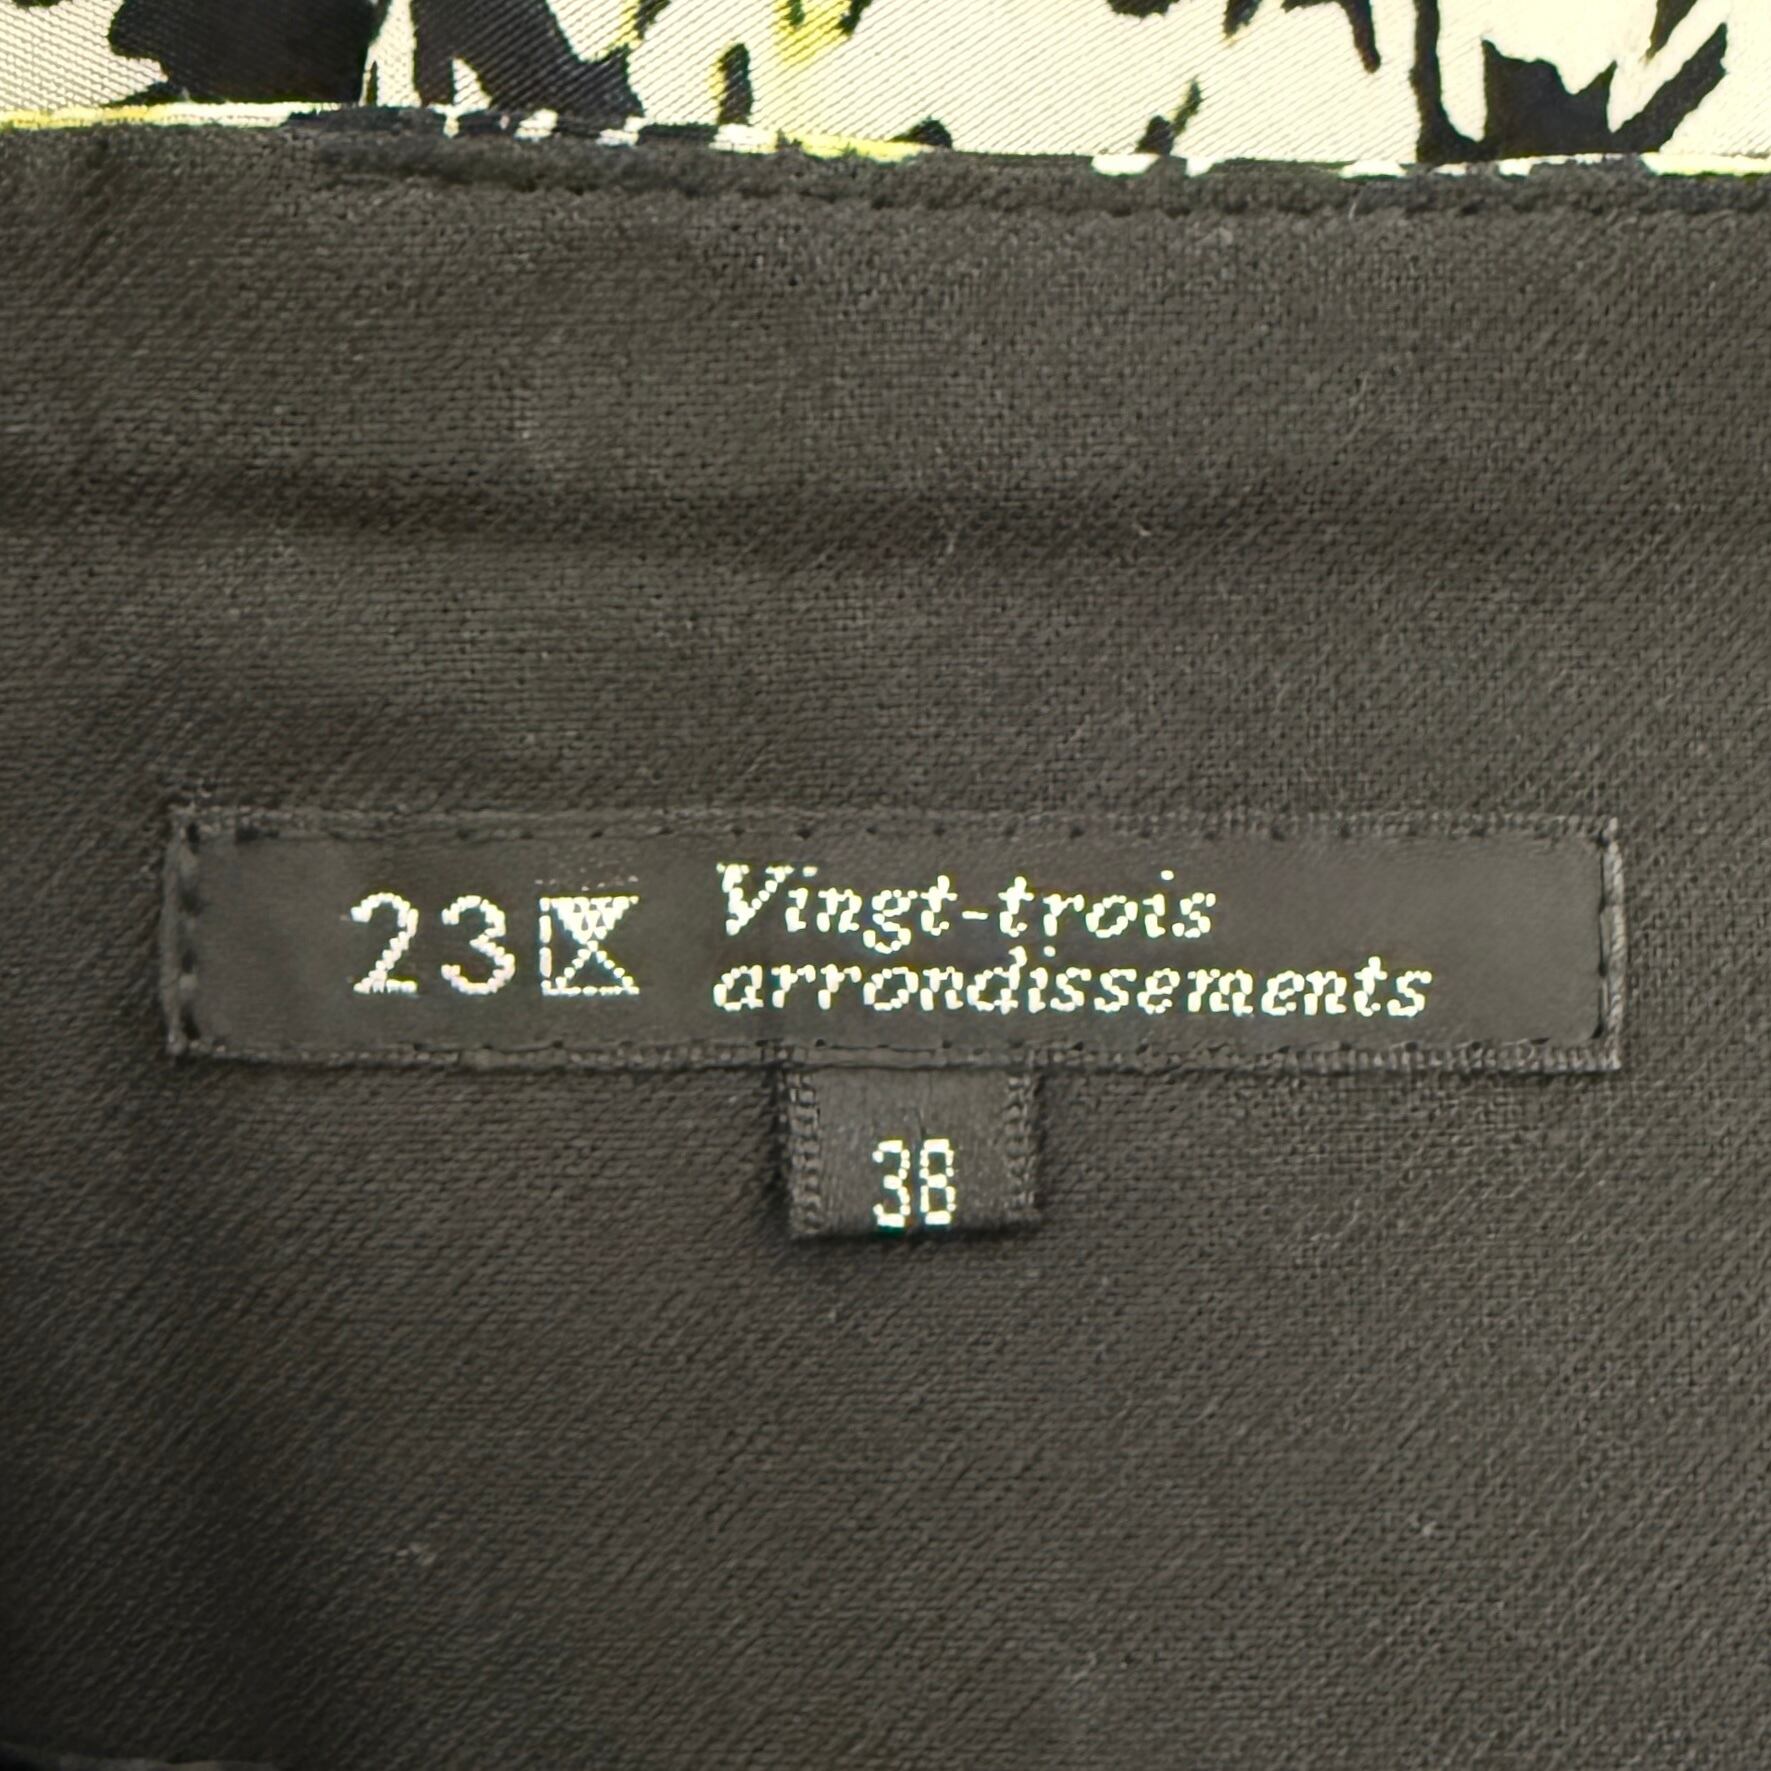 23 Vingt-trois
arrondissements
38